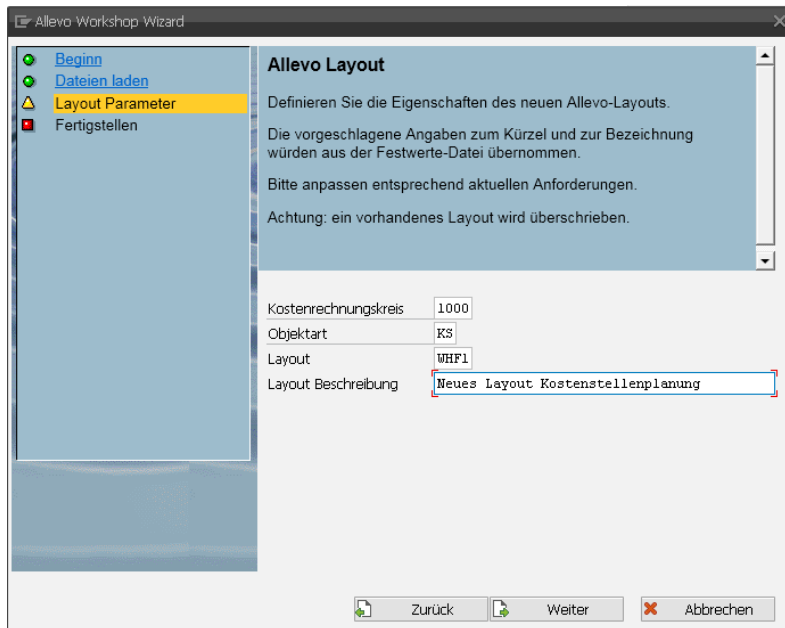 Allevo Workshop Wizard
Beginn
Dateien laden
Layout Parameter
Fertigstellen
Allevo Layout
Definieren Sie die Eigenschaften des neuen Allevo-Layouts.
Die vorgeschlagene Angaben zum Kürzel und zur Bezeichnung
würden aus der Festwerte-Datei übernommen.
Bitte anpassen entsprechend aktuellen Anforderungen.
Achtung: ein vorhandenes Layout wird überschrieben.
Kostenrechnungskreis 1000
Objektart KS
Layout WHF1
Layout Beschreibung Neues Layout Kostenstellenplanung
Zurück Weiter Abbrechen